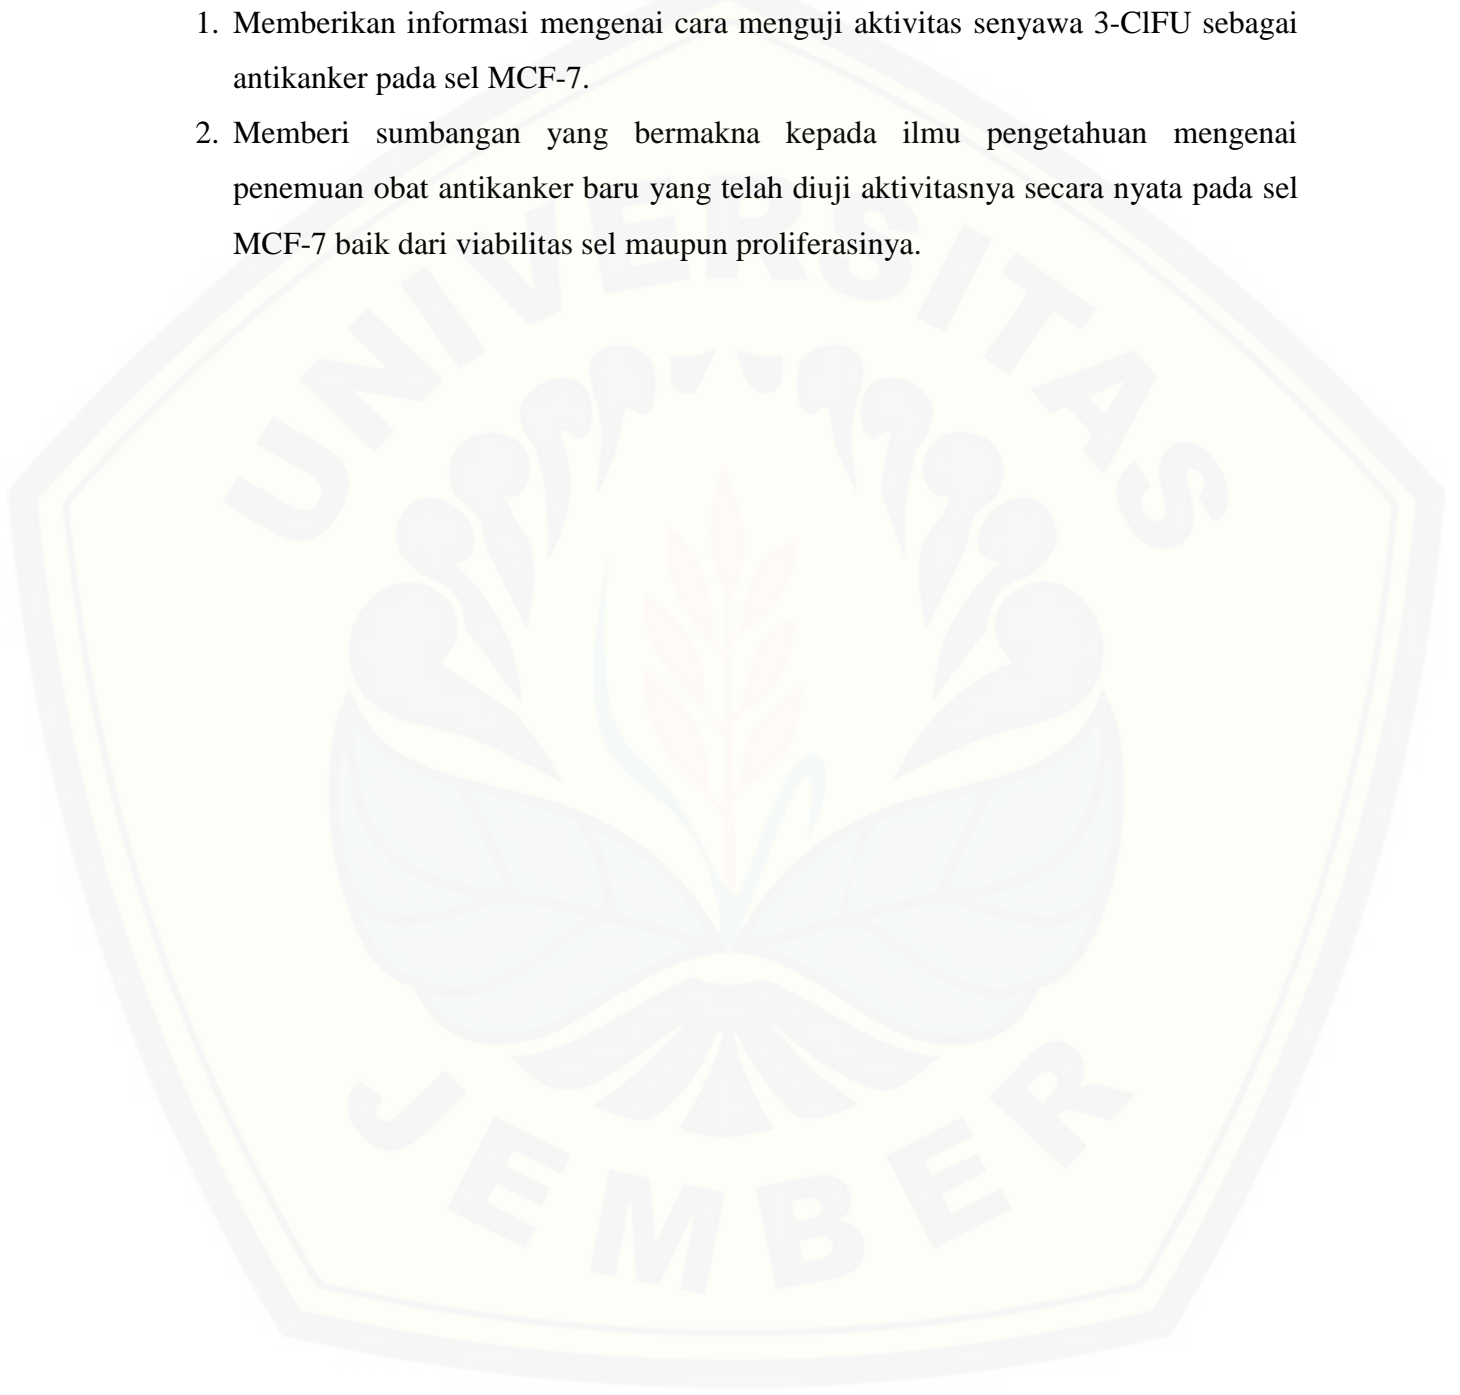 1. Memberikan informasi mengenai cara menguji aktivitas senyawa 3-ClFU sebagai
antikanker pada sel MCF-7.
2. Memberi sumbangan yang bermakna kepada ilmu pengetahuan mengenai
penemuan obat antikanker baru yang telah diuji aktivitasnya secara nyata pada sel
MCF-7 baik dari viabilitas sel maupun proliferasinya.
UNIVERSITAS
JEMBER